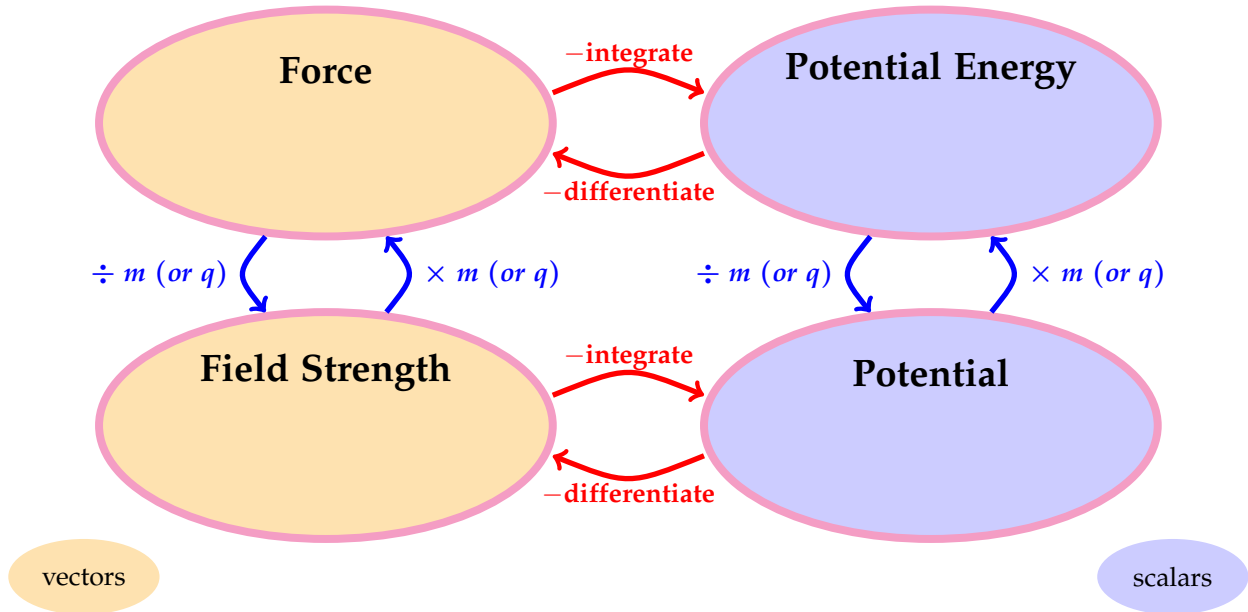 Force
−integrate
Potential Energy
−differentiate
÷ m (or q)
× m (or q)
÷ m (or q)
× m (or q)
Field Strength
−integrate
Potential
−differentiate
vectors
scalars